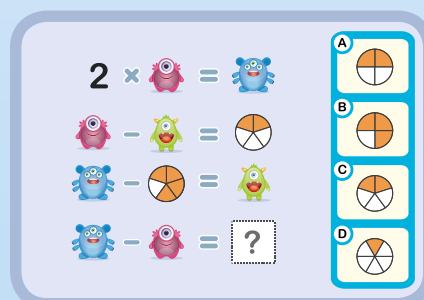 2 × =
A
- =
B
- =
C
- = ?
D